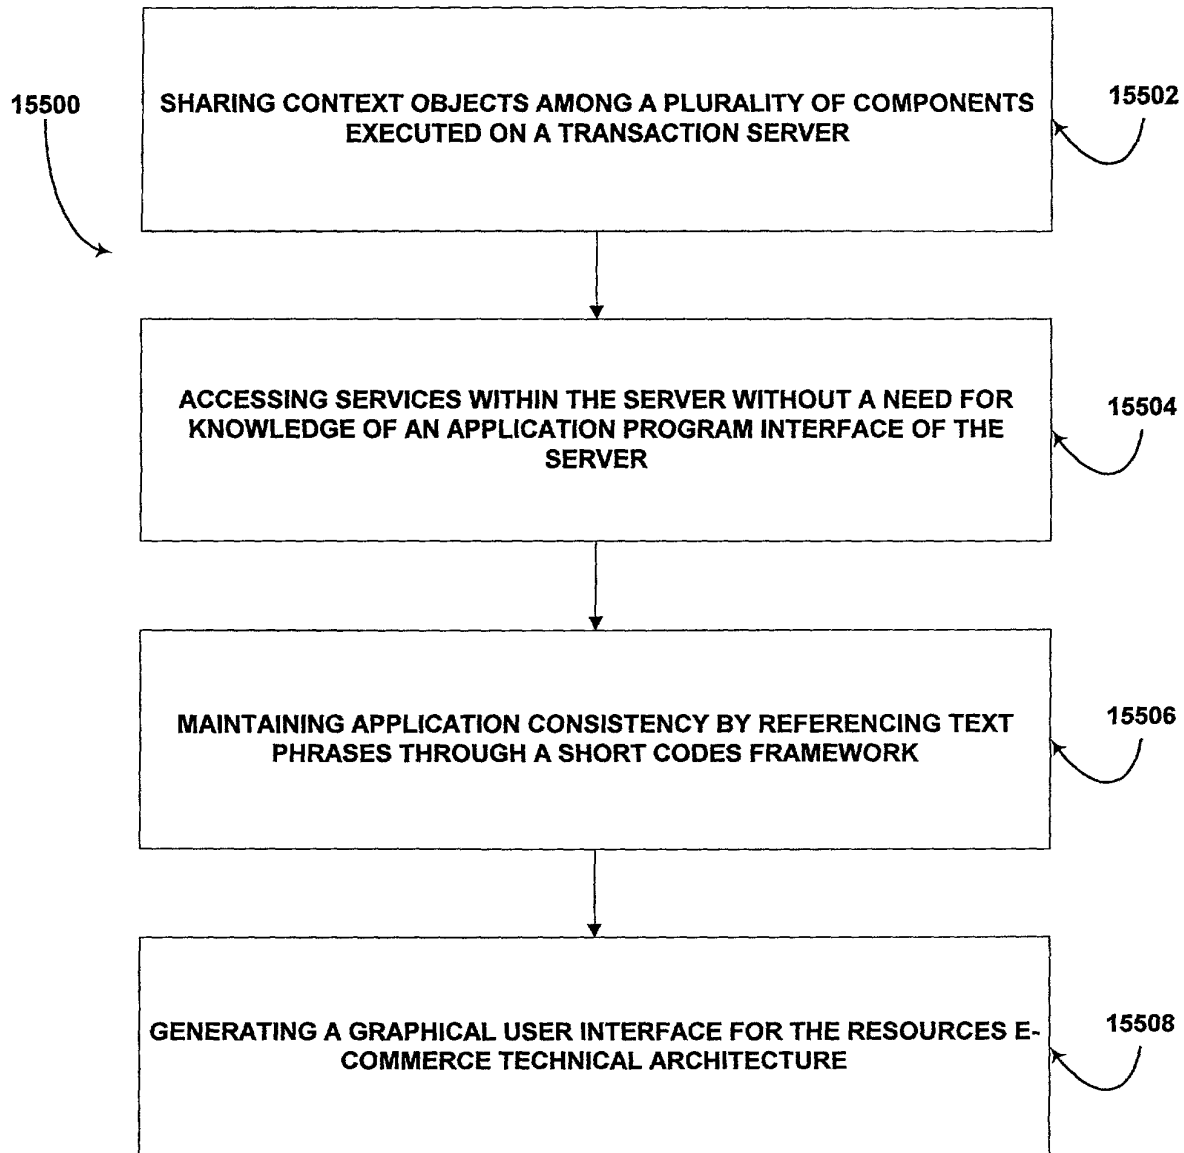 15500
SHARING CONTEXT OBJECTS AMONG A PLURALITY OF COMPONENTS
EXECUTED ON A TRANSACTION SERVER
15502
ACCESSING SERVICES WITHIN THE SERVER WITHOUT A NEED FOR
KNOWLEDGE OF AN APPLICATION PROGRAM INTERFACE OF THE
SERVER
15504
MAINTAINING APPLICATION CONSISTENCY BY REFERENCING TEXT
PHRASES THROUGH A SHORT CODES FRAMEWORK
15506
GENERATING A GRAPHICAL USER INTERFACE FOR THE RESOURCES E-
COMMERCE TECHNICAL ARCHITECTURE
15508